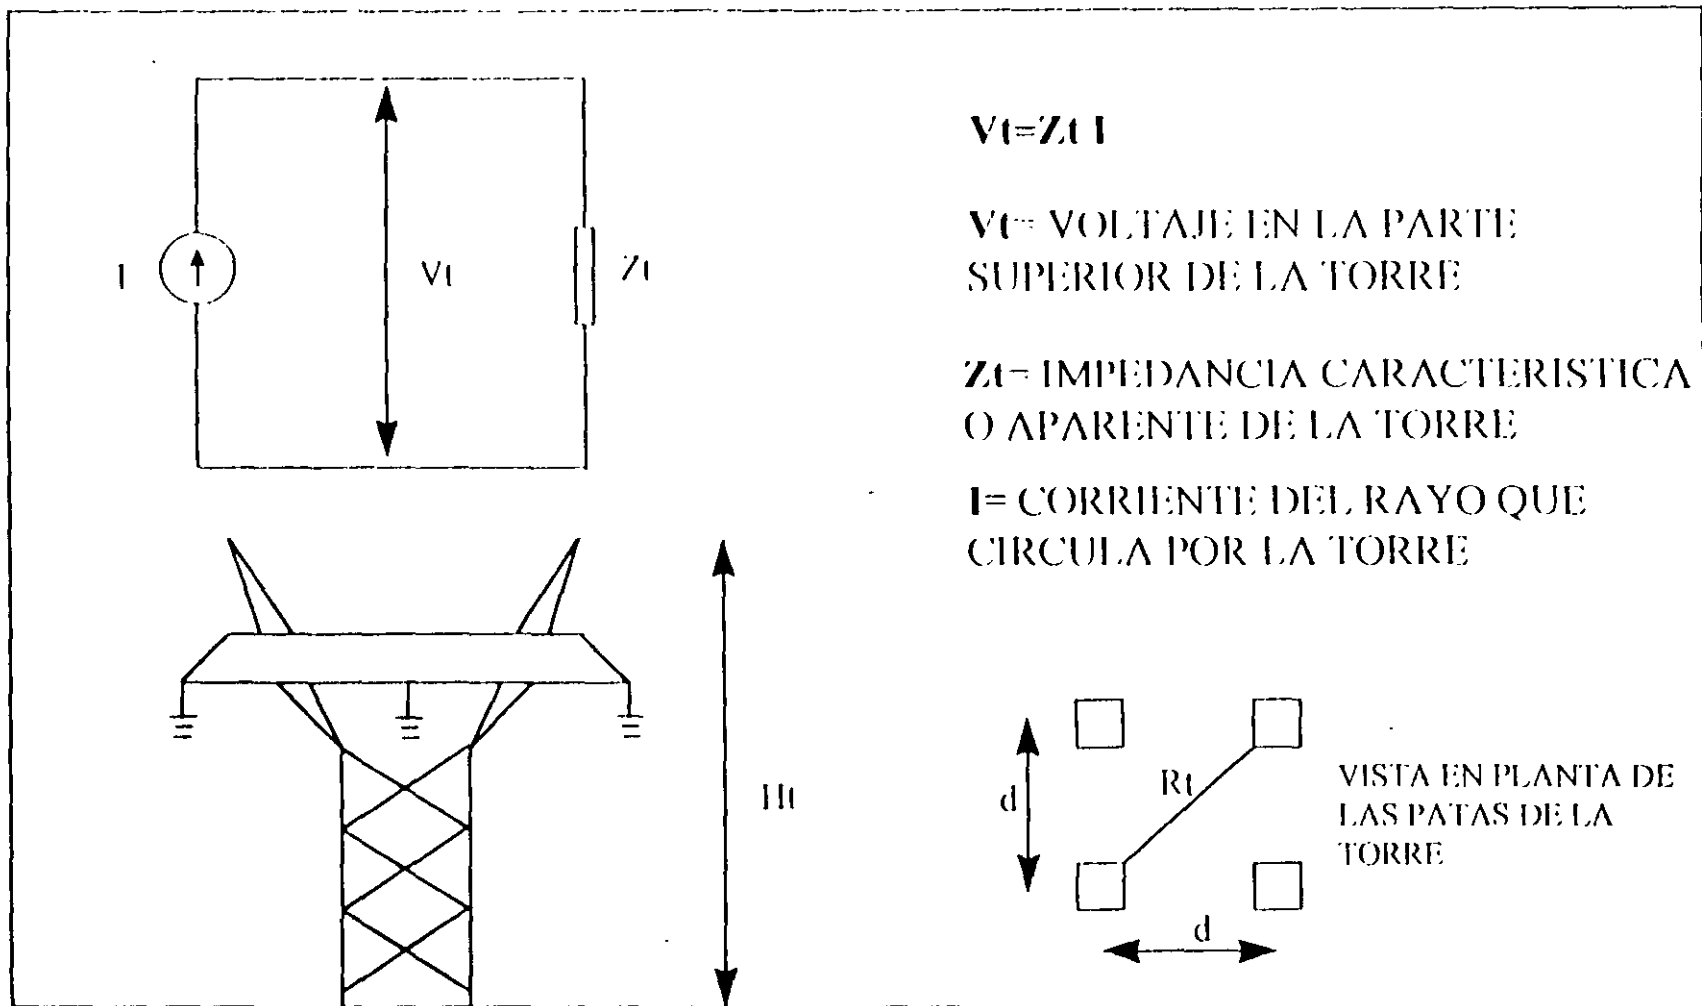 I
Vt
Zt
Vt=Zt I
Vt= VOLTAJE EN LA PARTE
SUPERIOR DE LA TORRE
Zt= IMPEDANCIA CARACTERISTICA
O APARENTE DE LA TORRE
I= CORRIENTE DEL RAYO QUE
CIRCULA POR LA TORRE
Ht
d
Rt
d
VISTA EN PLANTA DE
LAS PATAS DE LA
TORRE